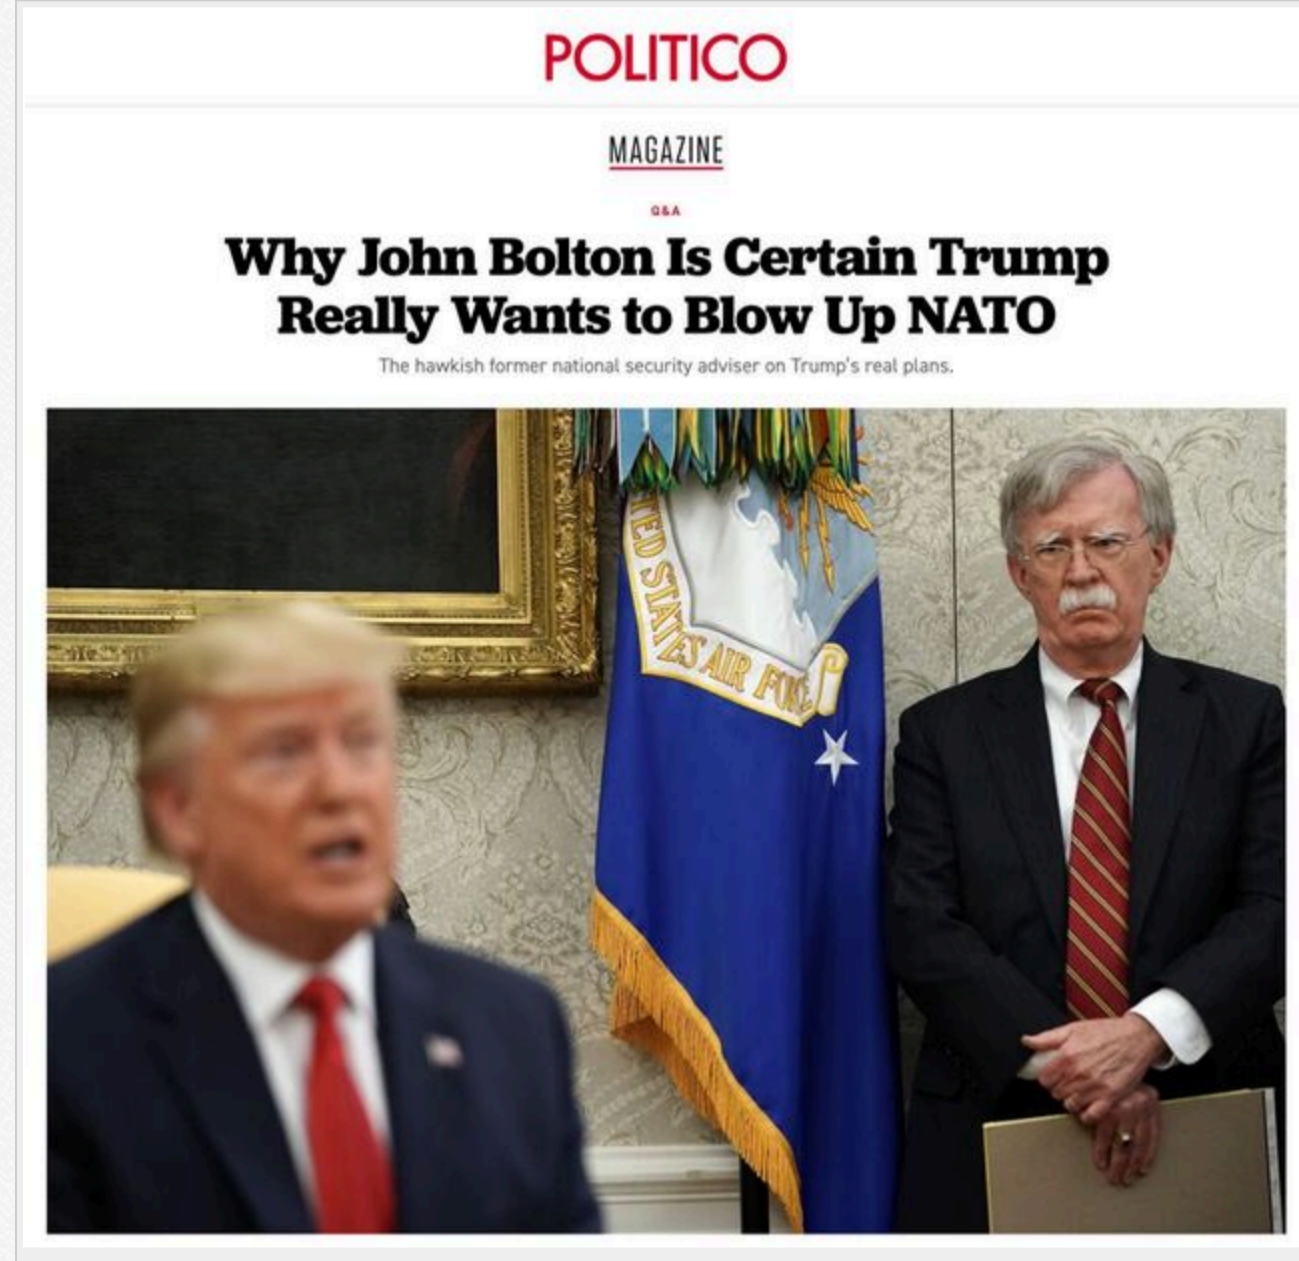 POLITICO
MAGAZINE
Q&A
Why John Bolton Is Certain Trump
Really Wants to Blow Up NATO
The hawkish former national security adviser on Trump's real plans.
TED STATES AIR FORCE